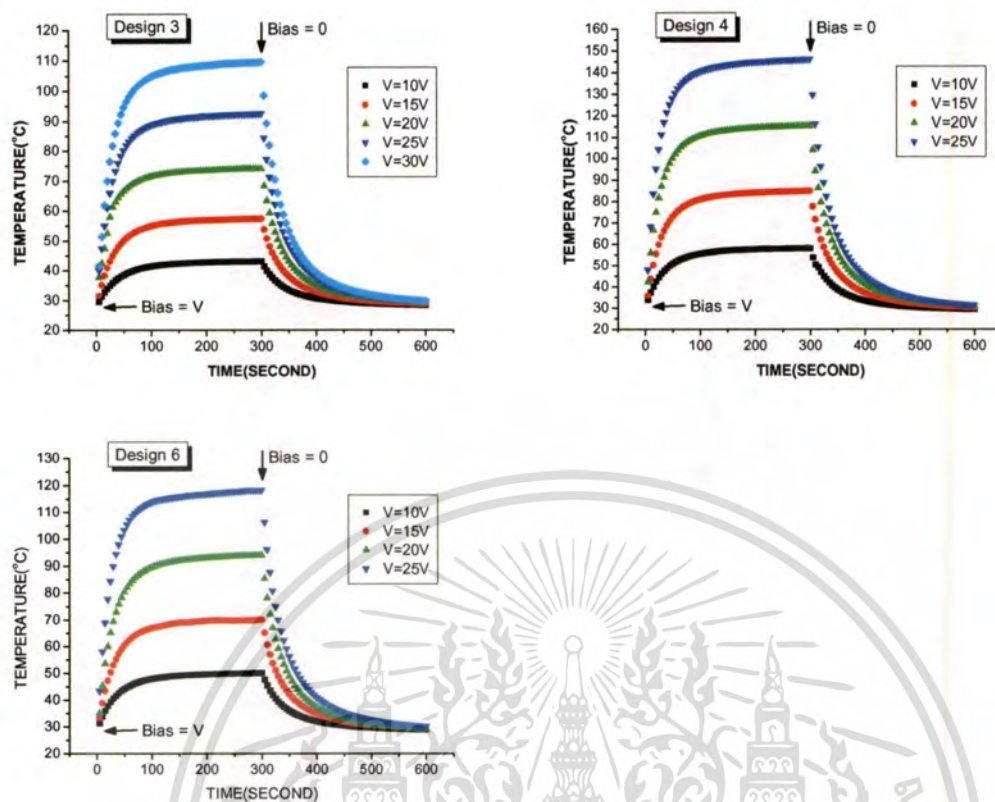 Design 3
Bias = 0
TEMPERATURE(°C)
120
110
100
90
80
70
60
50
40
30
20
V=10V
V=15V
V=20V
V=25V
V=30V
Bias = V
0 100 200 300 400 500 600
TIME(SECOND)
Design 4
Bias = 0
TEMPERATURE(°C)
160
150
140
130
120
110
100
90
80
70
60
50
40
30
20
V=10V
V=15V
V=20V
V=25V
Bias = V
0 100 200 300 400 500 600
TIME(SECOND)
Design 6
Bias = 0
TEMPERATURE(°C)
130
120
110
100
90
80
70
60
50
40
30
20
V=10V
V=15V
V=20V
V=25V
Bias = V
0 100 200 300 400 500 600
TIME(SECOND)